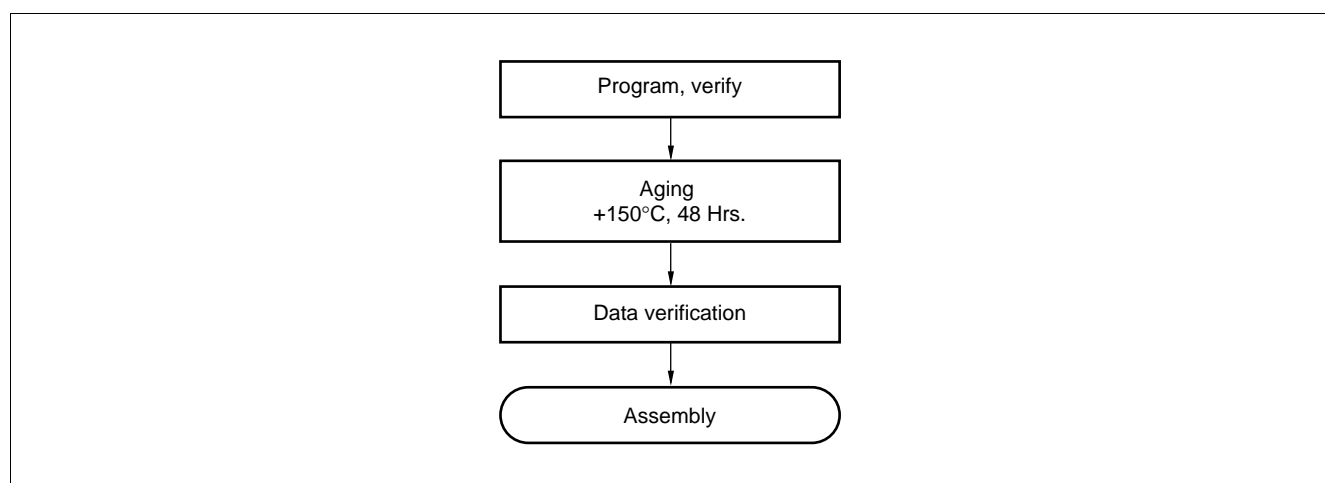 Program, verify
Aging
+150°C, 48 Hrs.
Data verification
Assembly